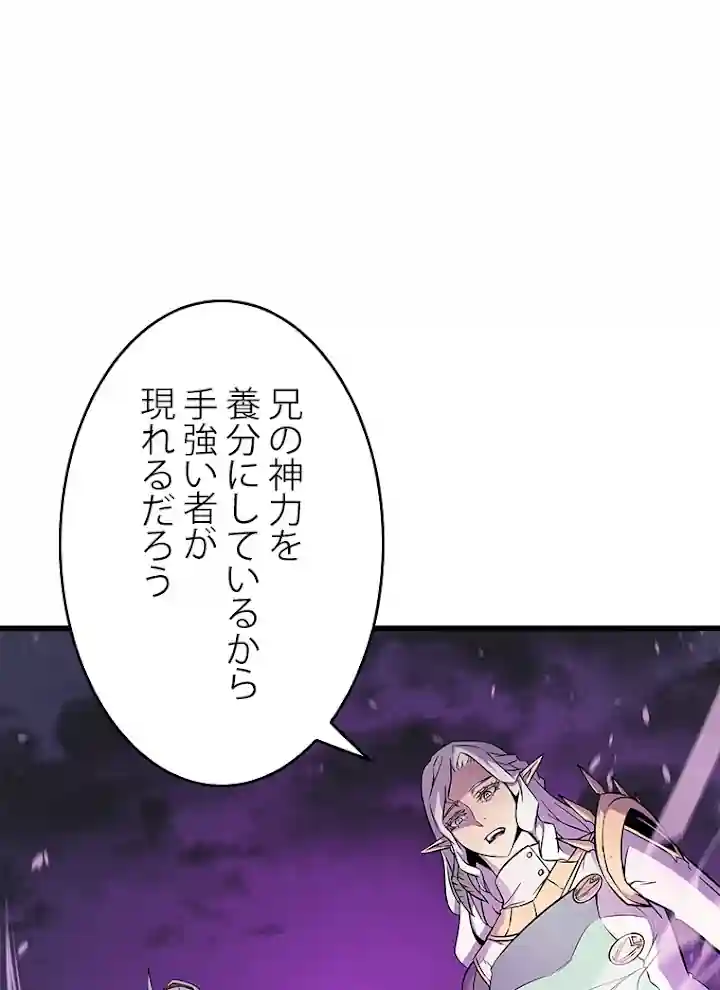 兄の神力を
養分にしているから
手強い者が
現れるだろう